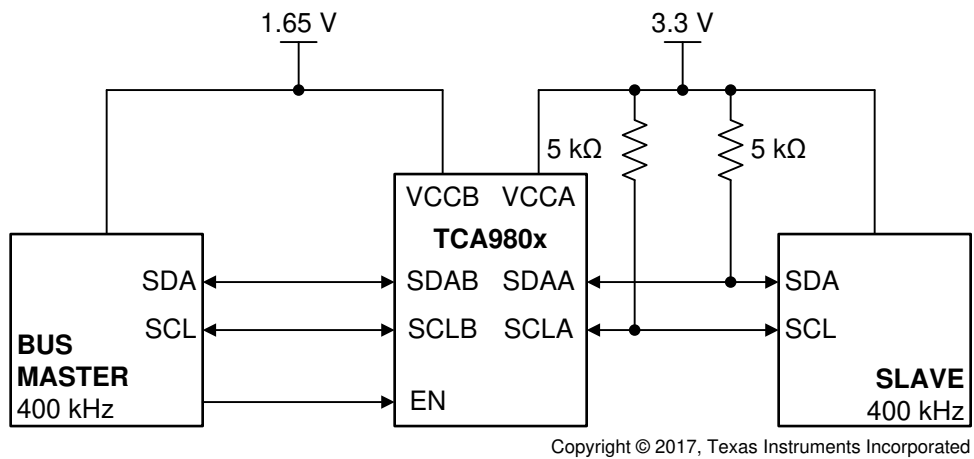 1.65 V
3.3 V
5 kΩ
5 kΩ
VCCB VCCA
TCA980x
SDA
SDAB SDAA
SDA
SCL
SCLB SCLA
SCL
BUS
MASTER
400 kHz
EN
SLAVE
400 kHz
Copyright © 2017, Texas Instruments Incorporated